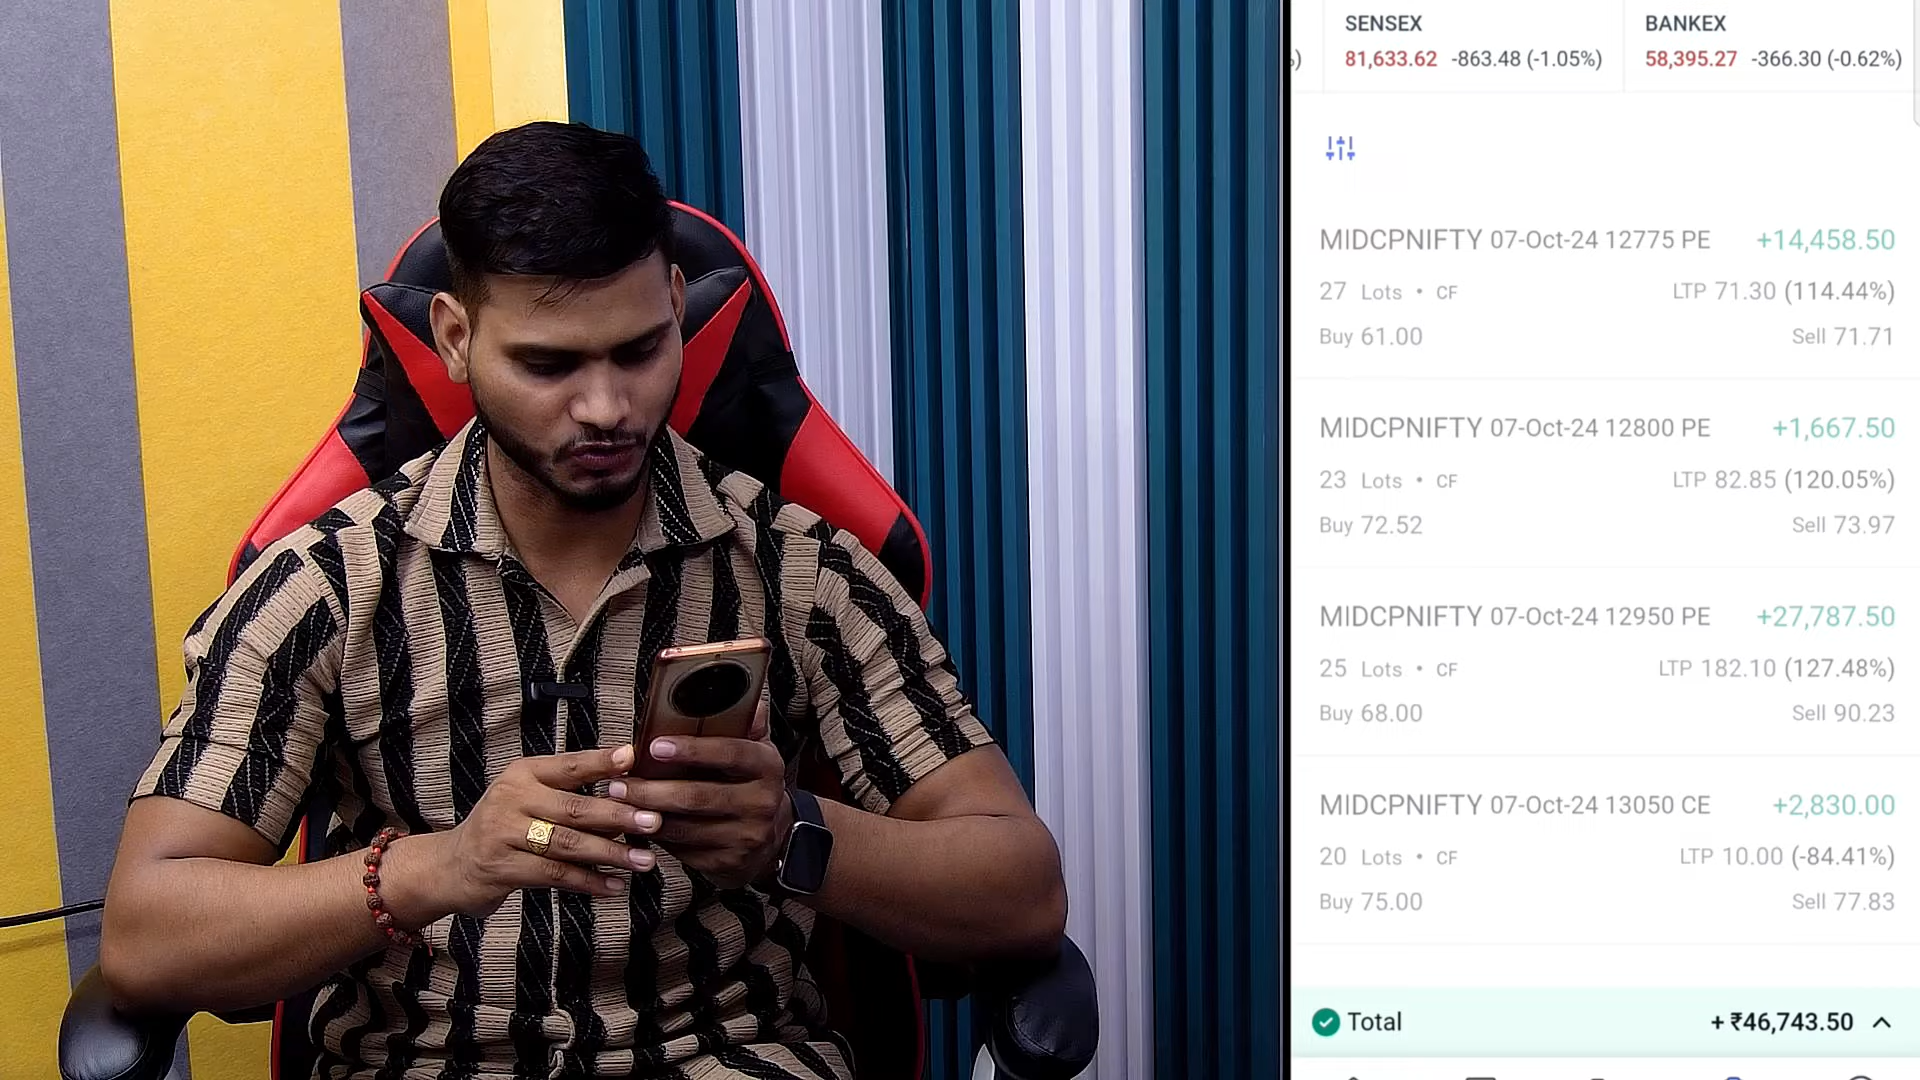 SENSEX BANKEX
81,633.62 -863.48 (-1.05%) 58,395.27 -366.30 (-0.62%)
MIDCPNIFTY 07-Oct-24 12775 PE +14,458.50
27 Lots • CF LTP 71.30 (114.44%)
Buy 61.00 Sell 71.71
MIDCPNIFTY 07-Oct-24 12800 PE +1,667.50
23 Lots • CF LTP 82.85 (120.05%)
Buy 72.52 Sell 73.97
MIDCPNIFTY 07-Oct-24 12950 PE +27,787.50
25 Lots • CF LTP 182.10 (127.48%)
Buy 68.00 Sell 90.23
MIDCPNIFTY 07-Oct-24 13050 CE +2,830.00
20 Lots • CF LTP 10.00 (-84.41%)
Buy 75.00 Sell 77.83
Total + ₹46,743.50